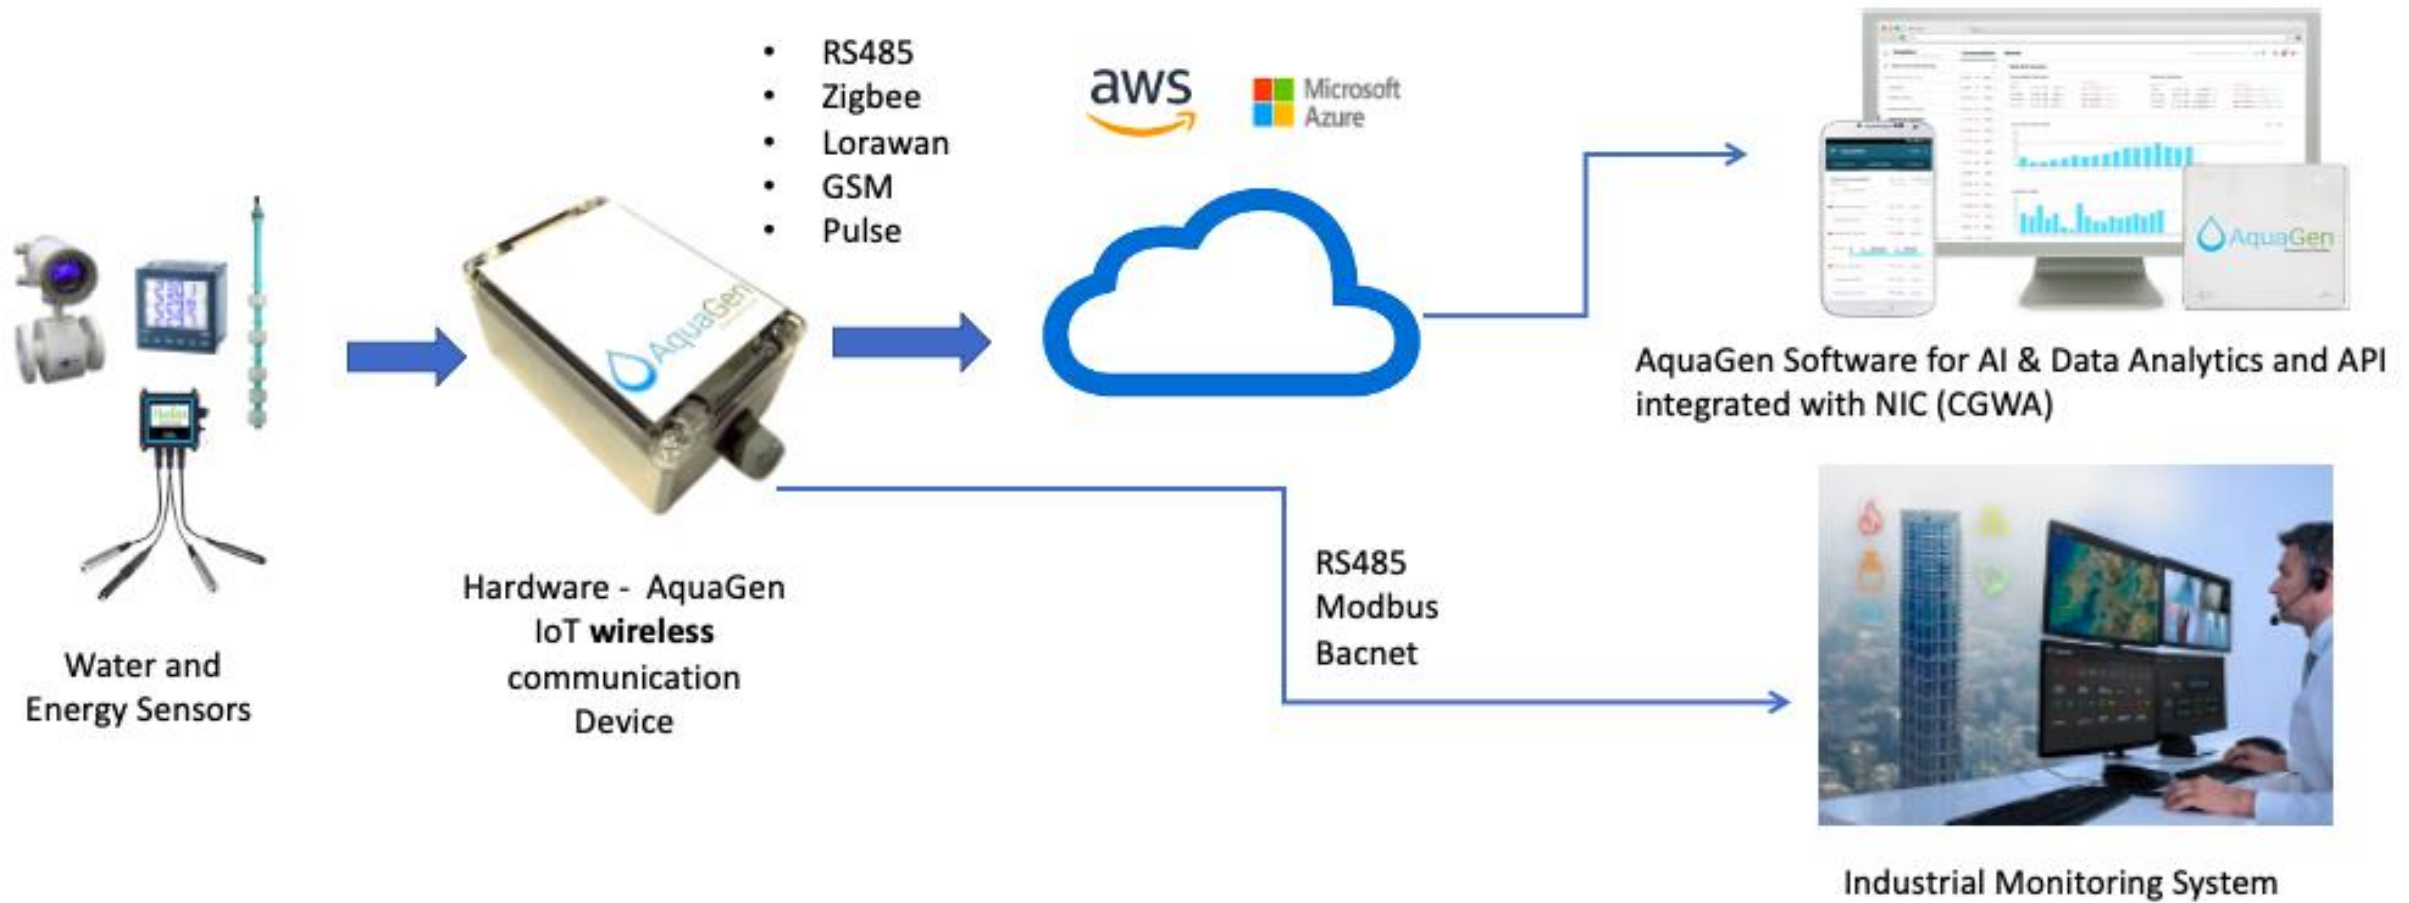 • RS485
• Zigbee
• Lorawan
• GSM
• Pulse
aws
Microsoft
Azure
AquaGen
AquaGen
AquaGen Software for AI & Data Analytics and API
integrated with NIC (CGWA)
Hardware - AquaGen
IoT wireless
communication
Device
Water and
Energy Sensors
RS485
Modbus
Bacnet
Industrial Monitoring System